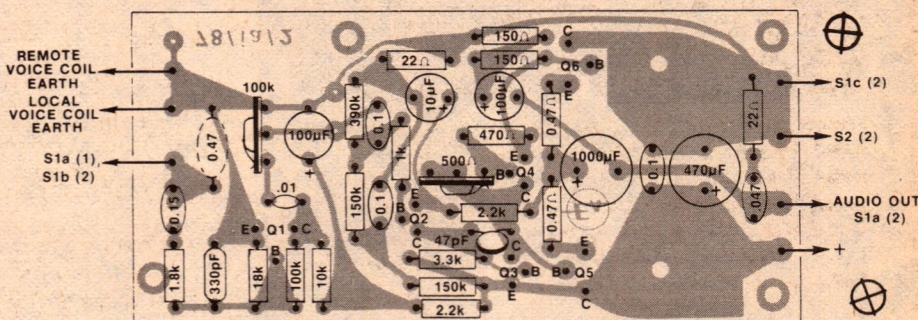 78/ia/2
REMOTE
VOICE COIL
EARTH
LOCAL
VOICE COIL
EARTH
S1a (1),
S1b (2)
100k
0.47
0.15
1.8k
330pF
18k
100k
10k
E
Q1
C
B
.01
100µF
+
390k
150k
0.1
0.1
1k
22Ω
10µF
+
100µF
+
150Ω
150Ω
C
Q6
B
E
0.47Ω
470Ω
500Ω
E
B
Q4
C
E
B
Q2
C
2.2k
47pF
3.3k
150k
2.2k
Q3
B
E
0.47Ω
E
B
Q5
C
1000µF
+
0.1
470µF
+
22Ω
.047
S1c (2)
S2 (2)
AUDIO OUT
S1a (2)
+